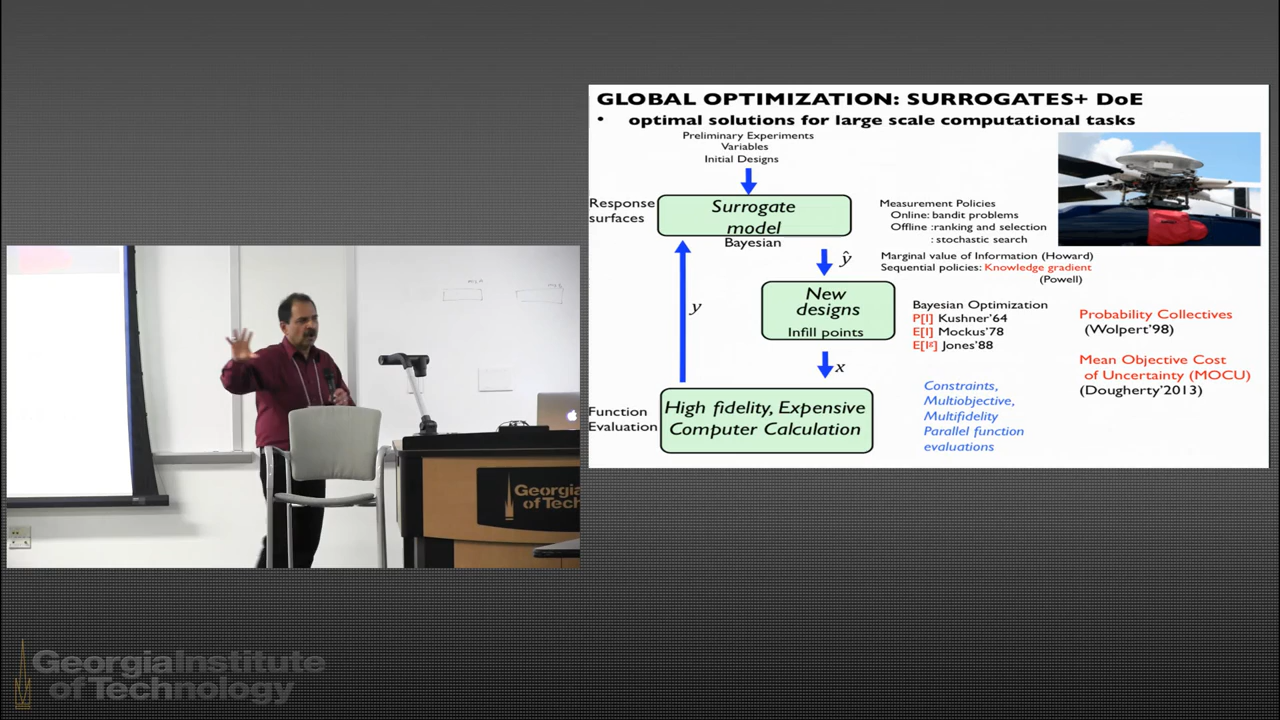 GLOBAL OPTIMIZATION: SURROGATES+ DoE
• optimal solutions for large scale computational tasks
Preliminary Experiments
Variables
Initial Designs
Response
surfaces
Surrogate
model
Bayesian
Measurement Policies
Online: bandit problems
Offline :ranking and selection
: stochastic search
ŷ
Marginal value of Information (Howard)
Sequential policies: Knowledge gradient
(Powell)
y
New
designs
Infill points
Bayesian Optimization
P[I] Kushner'64
E[I] Mockus'78
E[Iᵍ] Jones'88
Probability Collectives
(Wolpert'98)
Mean Objective Cost
of Uncertainty (MOCU)
(Dougherty'2013)
x
Function
Evaluation
High fidelity, Expensive
Computer Calculation
Constraints,
Multiobjective,
Multifidelity
Parallel function
evaluations
Georgia
of Tech
Georgia Institute
of Technology